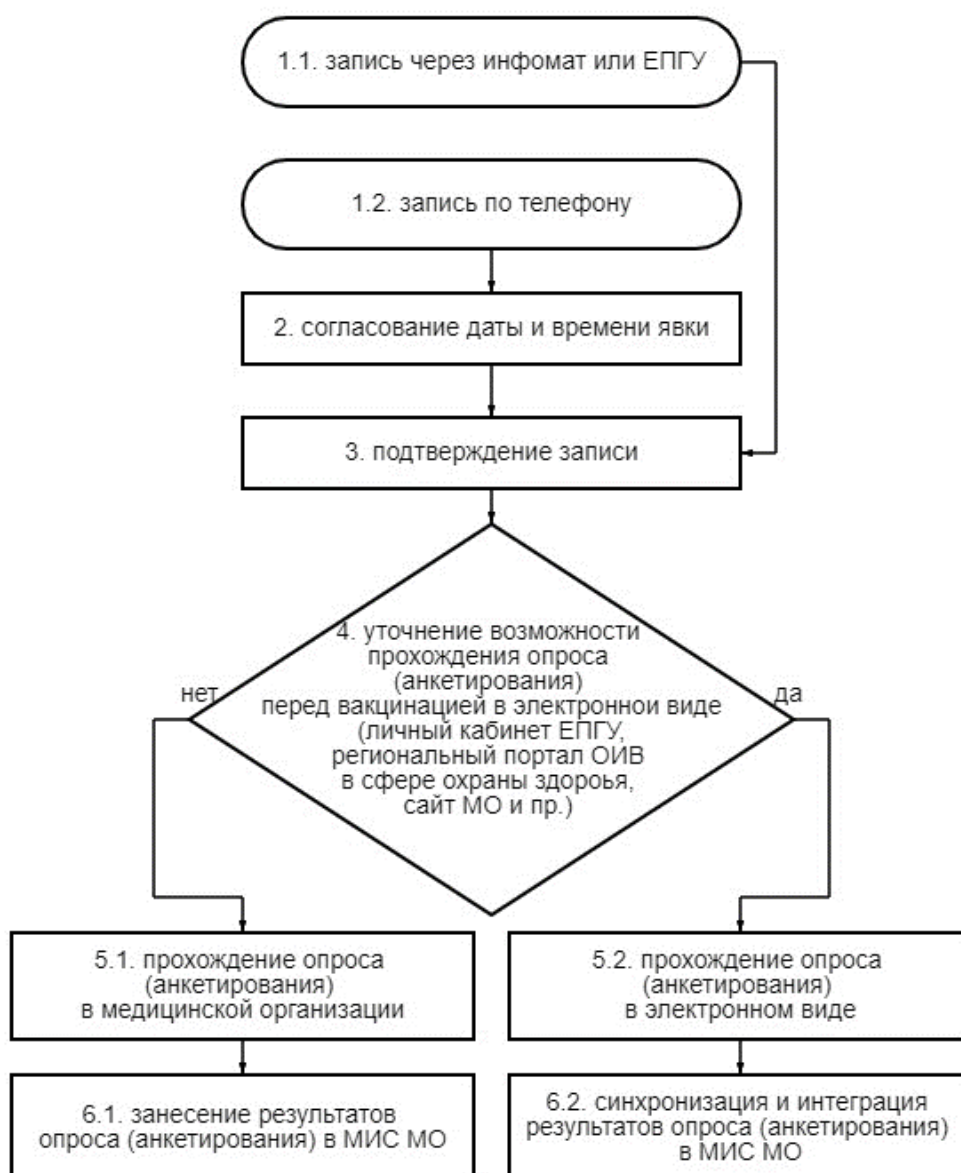 1.1. запись через инфомат или ЕПГУ
1.2. запись по телефону
2. согласование даты и времени явки
3. подтверждение записи
4. уточнение возможности
прохождения опроса
(анкетирования)
перед вакцинацией в электроннои виде
(личный кабинет ЕПГУ,
региональный портал ОИВ
в сфере охраны здороья,
сайт МО и пр.)
нет
да
5.1. прохождение опроса
(анкетирования)
в медицинской организации
5.2. прохождение опроса
(анкетирования)
в электронном виде
6.1. занесение результатов
опроса (анкетирования) в МИС МО
6.2. синхронизация и интеграция
результатов опроса (анкетирования)
в МИС МО